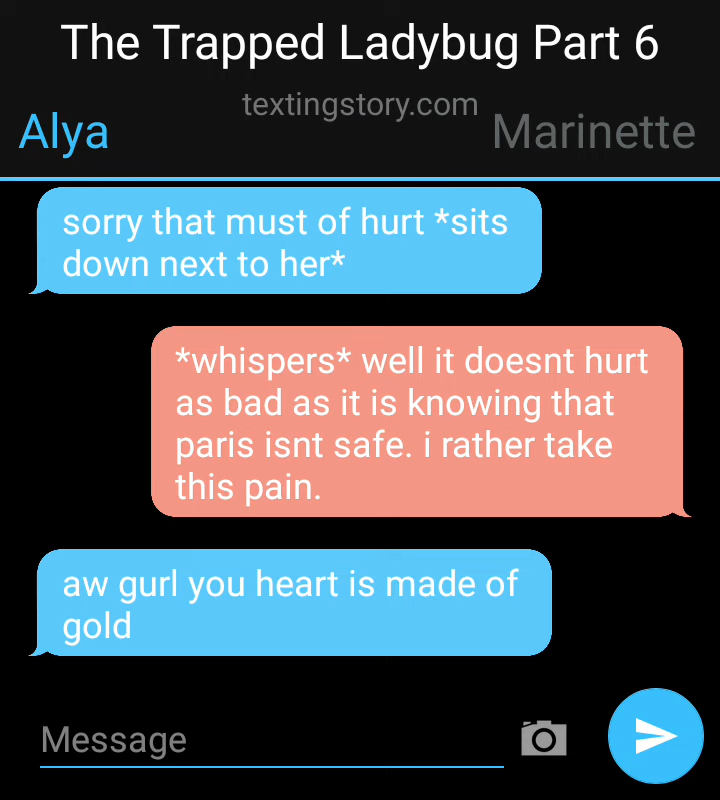 The Trapped Ladybug Part 6
textingstory.com
Alya
Marinette
sorry that must of hurt *sits
down next to her*
*whispers* well it doesnt hurt
as bad as it is knowing that
paris isnt safe. i rather take
this pain.
aw gurl you heart is made of
gold
Message